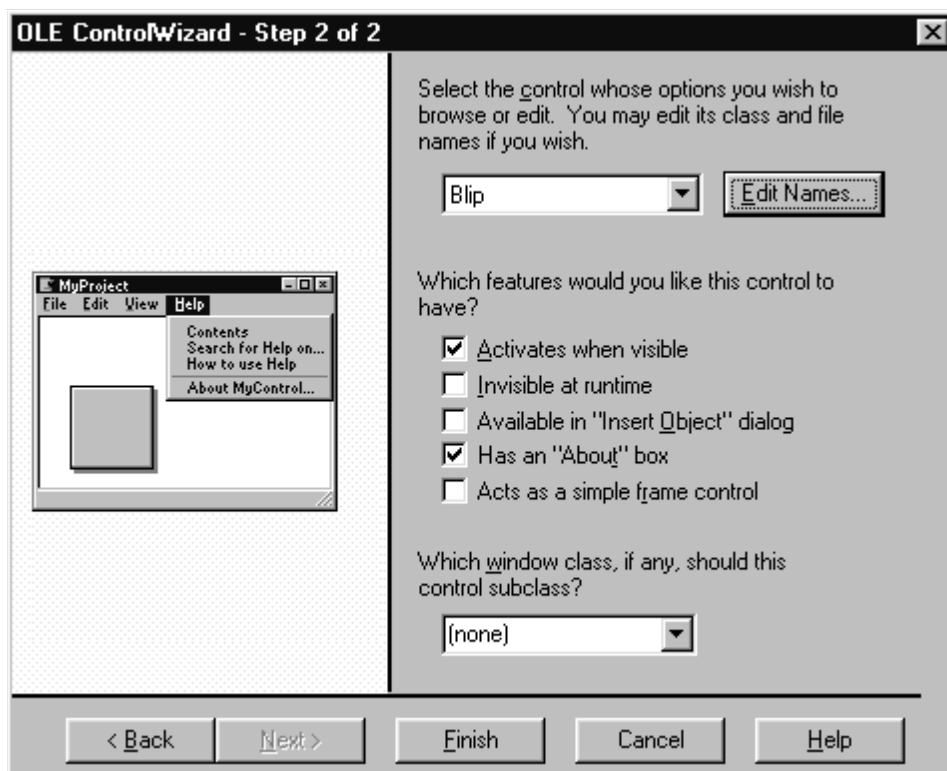 OLE ControlWizard - Step 2 of 2
Select the control whose options you wish to
browse or edit. You may edit its class and file
names if you wish.
Blip
Edit Names...
MyProject
File Edit View Help
Contents
Search for Help on...
How to use Help
About MyControl...
Which features would you like this control to
have?
Activates when visible
Invisible at runtime
Available in "Insert Object" dialog
Has an "About" box
Acts as a simple frame control
Which window class, if any, should this
control subclass?
(none)
< Back
Next >
Finish
Cancel
Help